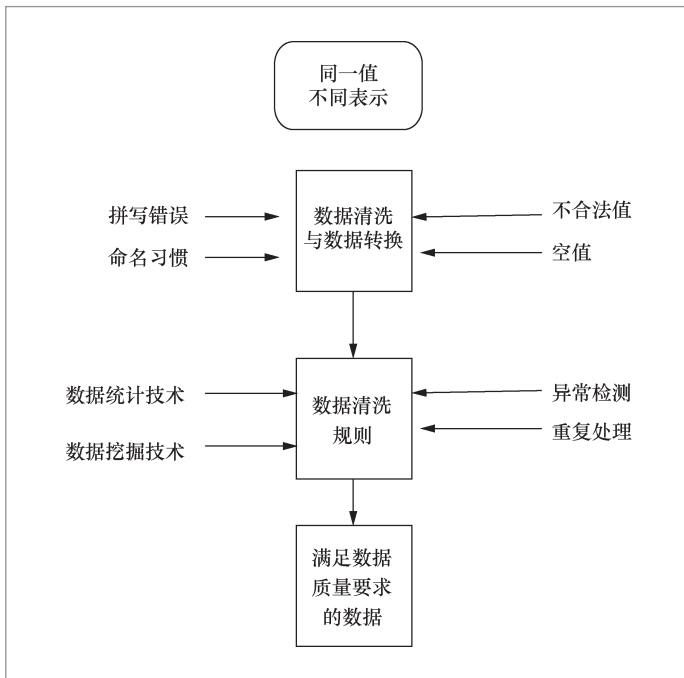 同一值
不同表示
拼写错误
命名习惯
数据清洗
与数据转换
不合法值
空值
数据统计技术
数据挖掘技术
数据清洗
规则
异常检测
重复处理
满足数据
质量要求
的数据